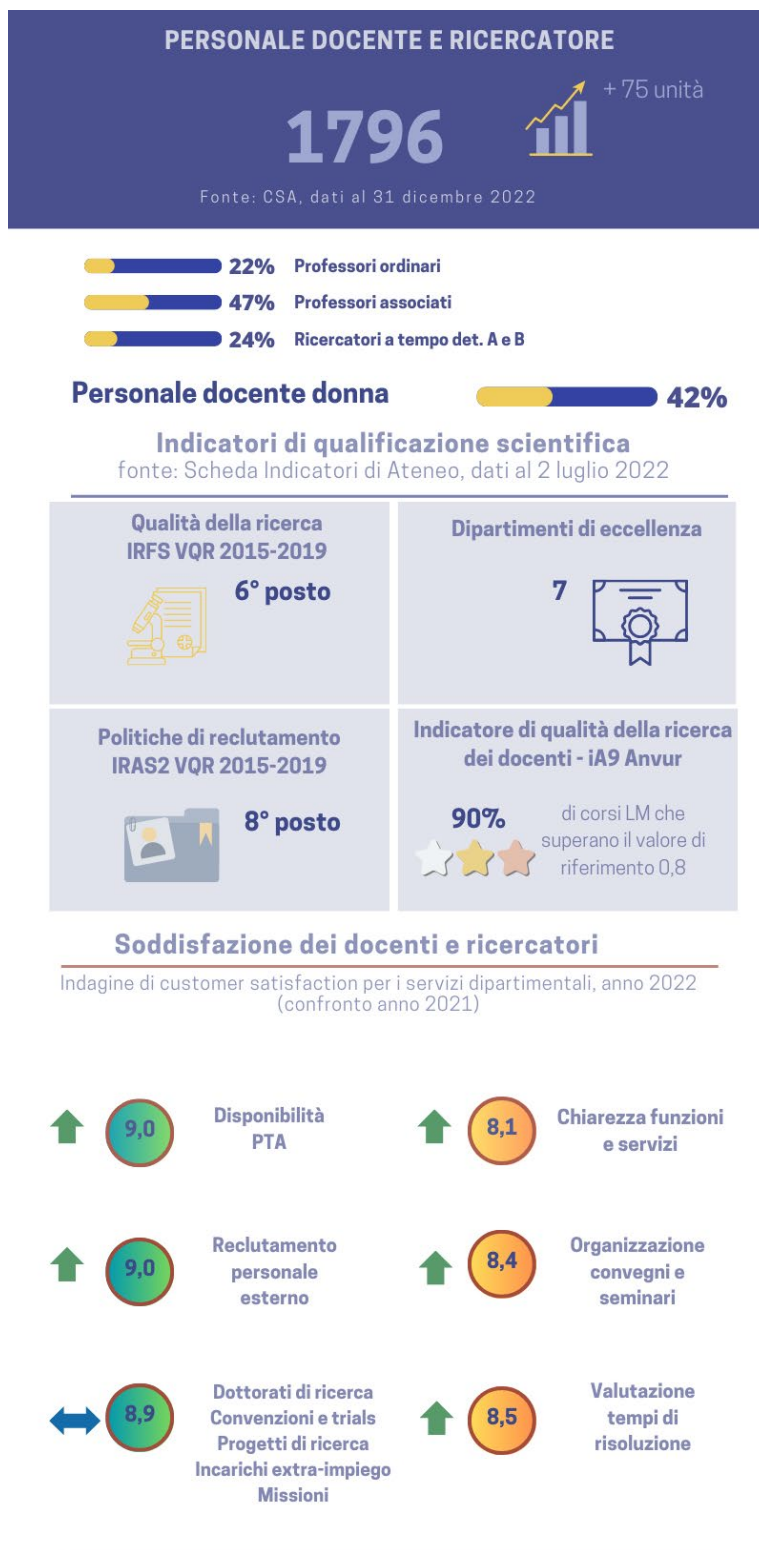 PERSONALE DOCENTE E RICERCATORE
+ 75 unità
1796
Fonte: CSA, dati al 31 dicembre 2022
22% Professori ordinari
47% Professori associati
24% Ricercatori a tempo det. A e B
Personale docente donna 42%
Indicatori di qualificazione scientifica
fonte: Scheda Indicatori di Ateneo, dati al 2 luglio 2022
Qualità della ricerca
IRFS VQR 2015-2019
6° posto
Dipartimenti di eccellenza
7
Politiche di reclutamento
IRAS2 VQR 2015-2019
8° posto
Indicatore di qualità della ricerca
dei docenti - iA9 Anvur
90%
di corsi LM che
superano il valore di
riferimento 0,8
Soddisfazione dei docenti e ricercatori
Indagine di customer satisfaction per i servizi dipartimentali, anno 2022
(confronto anno 2021)
9,0
Disponibilità
PTA
8,1
Chiarezza funzioni
e servizi
9,0
Reclutamento
personale
esterno
8,4
Organizzazione
convegni e
seminari
8,9
Dottorati di ricerca
Convenzioni e trials
Progetti di ricerca
Incarichi extra-impiego
Missioni
8,5
Valutazione
tempi di
risoluzione